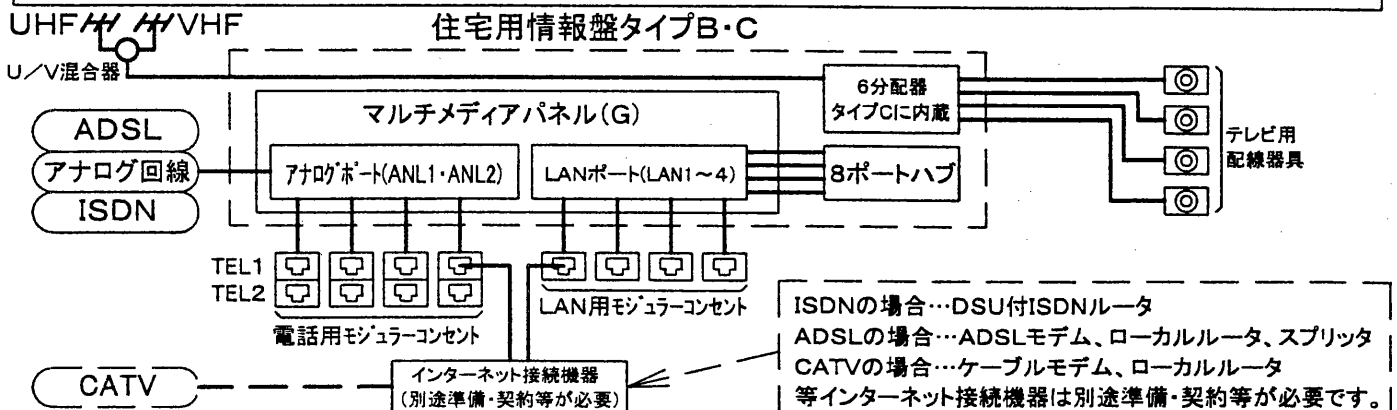 UHF VHF
住宅用情報盤タイプB・C
U/V混合器
6分配器
タイプCに内蔵
マルチメディアパネル(G)
ADSL
アナログ回線
ISDN
アナログポート(ANL1・ANL2)
LANポート(LAN1~4)
8ポートハブ
テレビ用
配線器具
TEL1
TEL2
電話用モジュラーコンセント
LAN用モジュラーコンセント
CATV
インターネット接続機器
(別途準備・契約等が必要)
ISDNの場合…DSU付ISDNルータ
ADSLの場合…ADSLモデム、ローカルルータ、スプリッタ
CATVの場合…ケーブルモデム、ローカルルータ
等インターネット接続機器は別途準備・契約等が必要です。